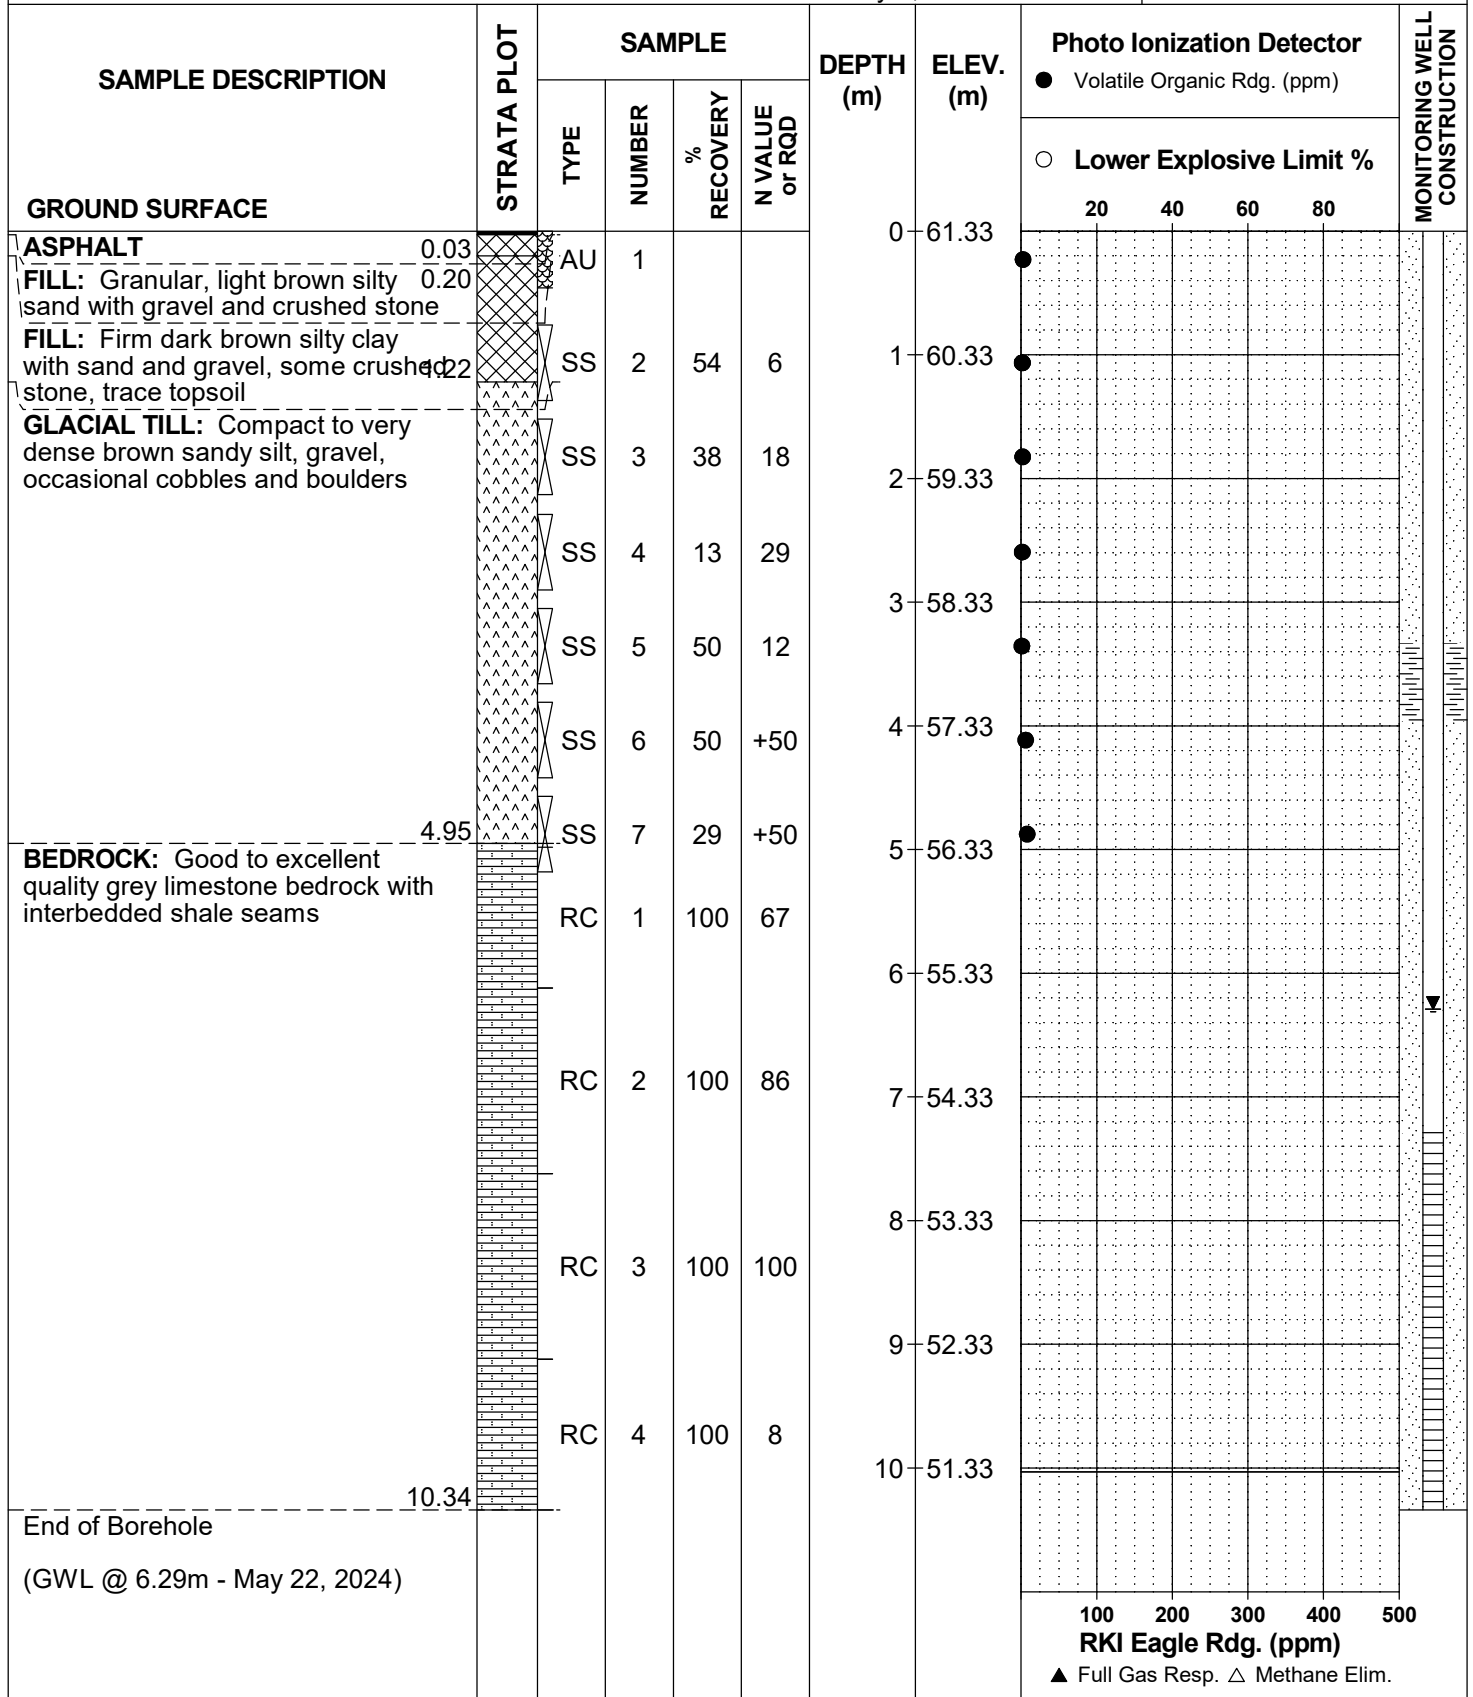 SAMPLE DESCRIPTION
GROUND SURFACE
STRATA PLOT
SAMPLE
TYPE
NUMBER
%
RECOVERY
N VALUE
or RQD
DEPTH
(m)
ELEV.
(m)
Photo Ionization Detector
● Volatile Organic Rdg. (ppm)
○ Lower Explosive Limit %
20 40 60 80
MONITORING WELL
CONSTRUCTION
0 61.33
ASPHALT 0.03
AU 1
FILL: Granular, light brown silty 0.20
sand with gravel and crushed stone
FILL: Firm dark brown silty clay
with sand and gravel, some crushed 1.22
stone, trace topsoil
SS 2 54 6
1 60.33
GLACIAL TILL: Compact to very
dense brown sandy silt, gravel,
occasional cobbles and boulders
SS 3 38 18
2 59.33
SS 4 13 29
3 58.33
SS 5 50 12
4 57.33
SS 6 50 +50
4.95
SS 7 29 +50
5 56.33
BEDROCK: Good to excellent
quality grey limestone bedrock with
interbedded shale seams
RC 1 100 67
6 55.33
RC 2 100 86
7 54.33
8 53.33
RC 3 100 100
9 52.33
RC 4 100 8
10 51.33
10.34
End of Borehole
(GWL @ 6.29m - May 22, 2024)
100 200 300 400 500
RKI Eagle Rdg. (ppm)
▲ Full Gas Resp. △ Methane Elim.